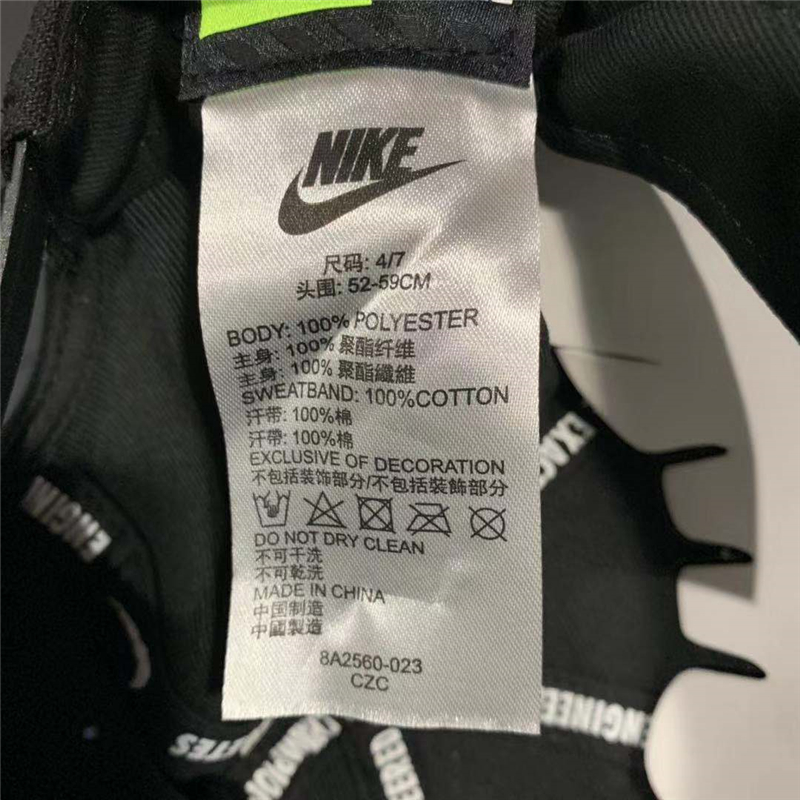 NIKE
尺码: 4/7
头围: 52-59CM
BODY: 100% POLYESTER
主身: 100% 聚酯纤维
主身: 100% 聚酯纖維
SWEATBAND: 100%COTTON
汗带: 100%棉
汗帶: 100%棉
EXCLUSIVE OF DECORATION
不包括装饰部分/不包括裝飾部分
DO NOT DRY CLEAN
不可干洗
不可乾洗
MADE IN CHINA
中国制造
中國製造
8A2560-023
CZC
ENGIN
EXAC
ENGINEE